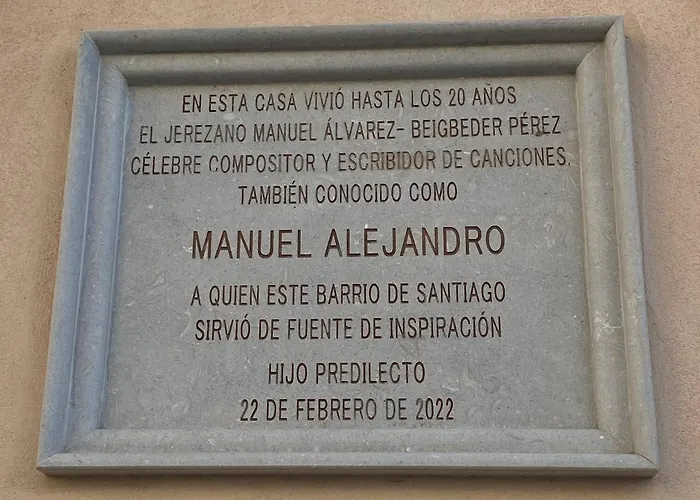 EN ESTA CASA VIVIÓ HASTA LOS 20 AÑOS
EL JEREZANO MANUEL ÁLVAREZ- BEIGBEDER PÉREZ
CÉLEBRE COMPOSITOR Y ESCRIBIDOR DE CANCIONES.
TAMBIÉN CONOCIDO COMO
MANUEL ALEJANDRO
A QUIEN ESTE BARRIO DE SANTIAGO
SIRVIÓ DE FUENTE DE INSPIRACIÓN
HIJO PREDILECTO
22 DE FEBRERO DE 2022